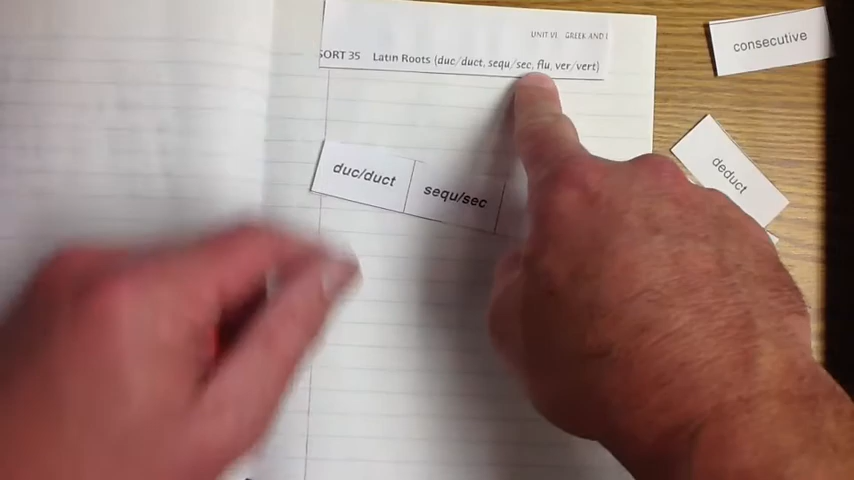 UNIT VI GREEK AND
SORT 35 Latin Roots (duc/duct, sequ/sec, flu, ver/vert)
consecutive
deduct
duc/duct
sequ/sec